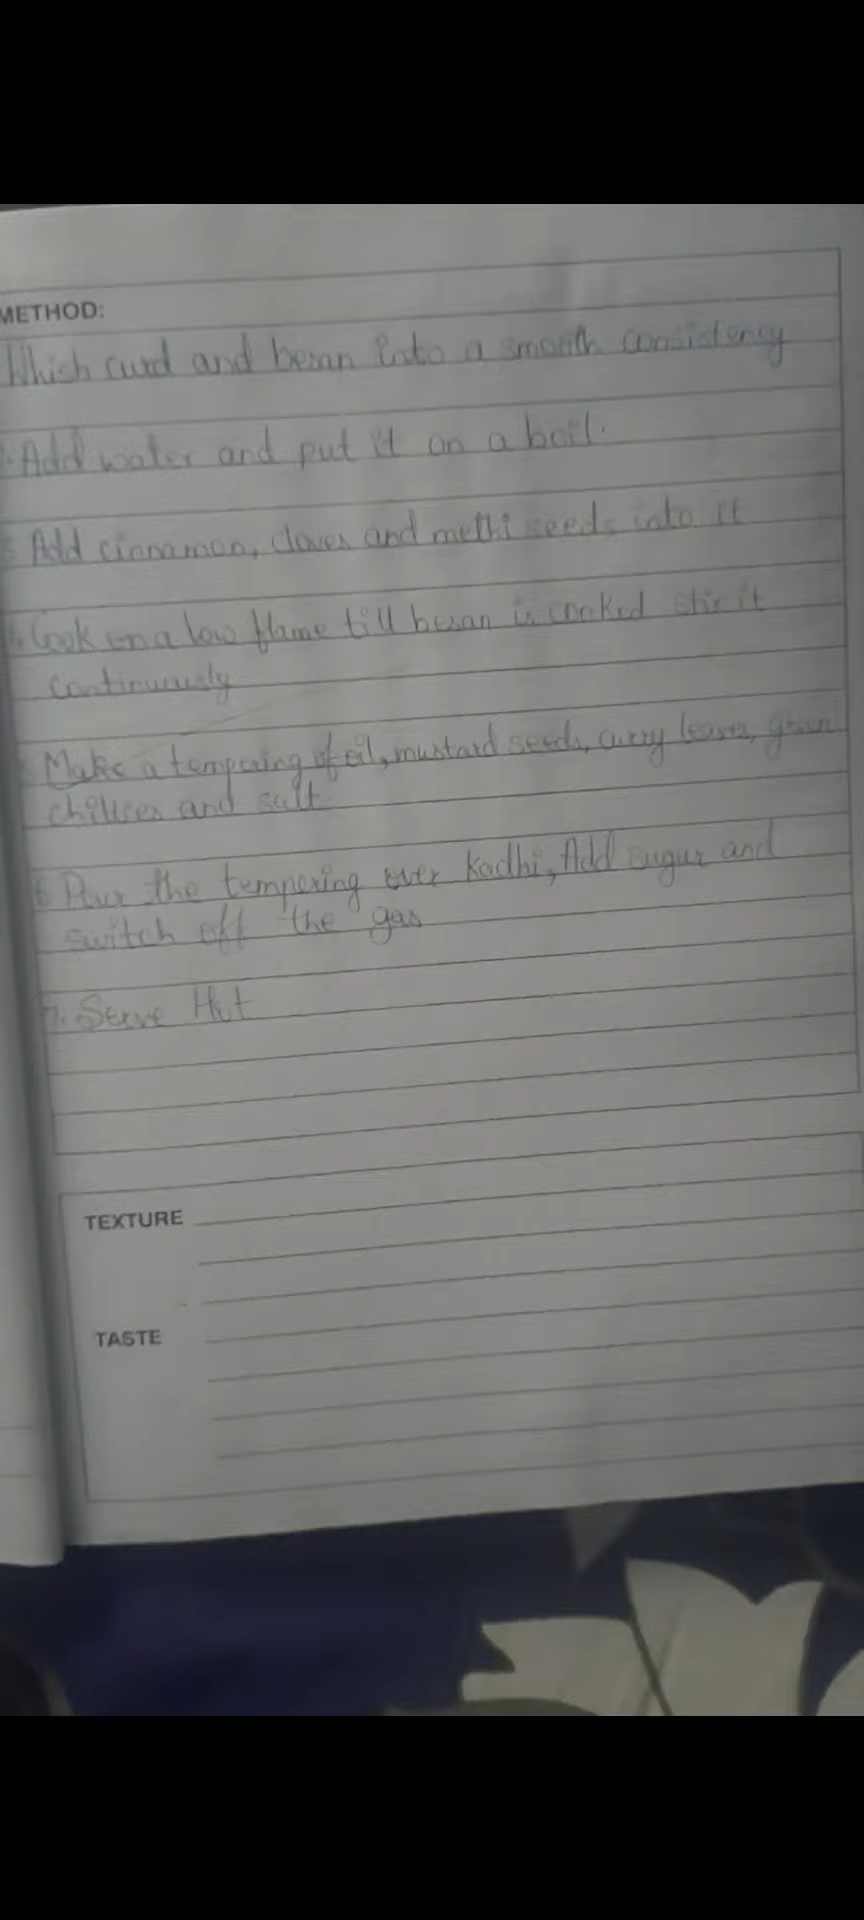 METHOD:
Which curd and besan into a smooth consistency
2. Add water and put it on a boil.
3. Add cinnamon, cloves and methi seeds into it
4. Cook on a low flame till besan is cooked stir it
continuously
Make a tempering of oil, mustard seeds, curry leaves, green
chillies and salt
6. Pour the tempering over Kadhi, Add sugur and
switch off the gas
7. Serve Hot
TEXTURE
TASTE